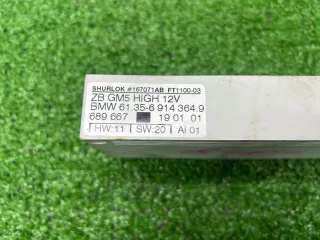 SHURLOK #167071AB FT1100-03
ZB GM5 HIGH 12V
BMW 61.35-6 914 364.9
689 667 19 01 01
HW:11 SW:20 AI 01